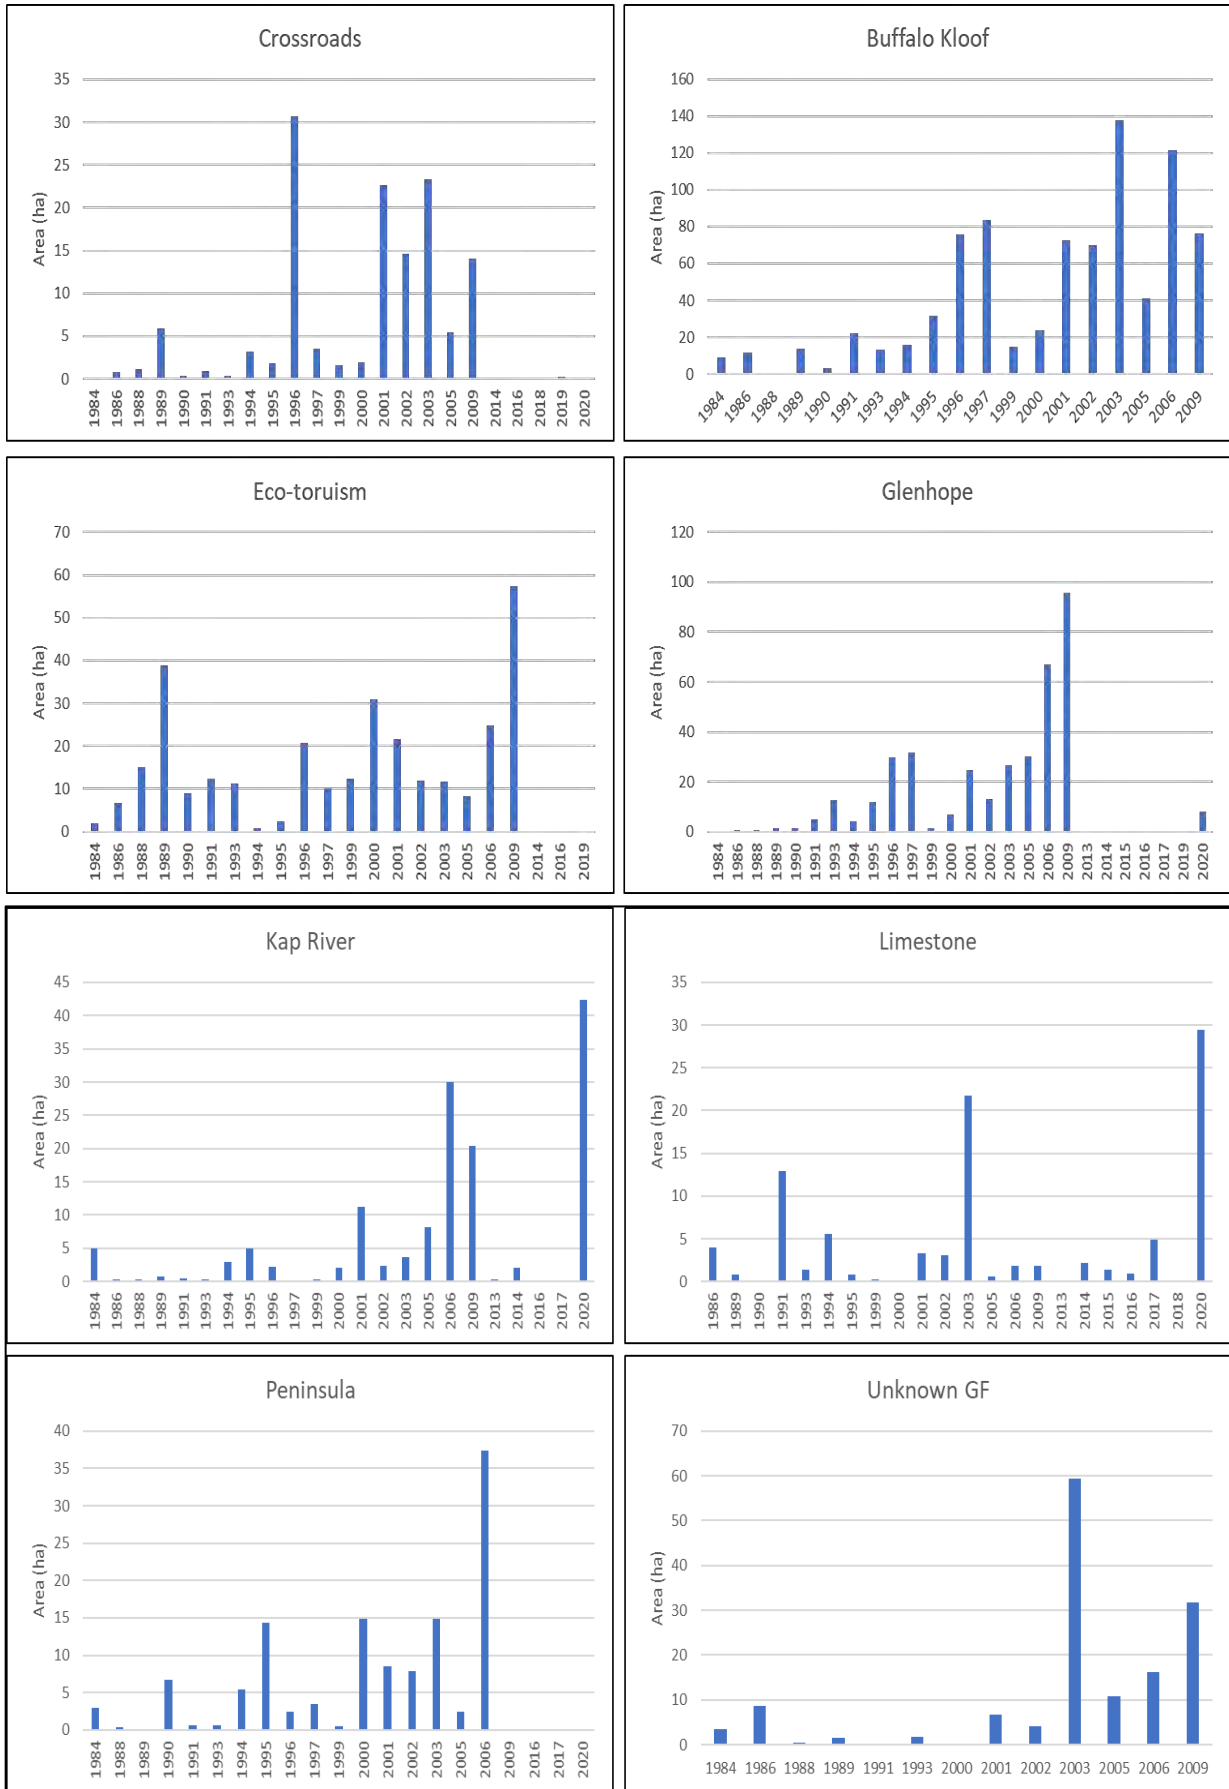 Crossroads
35
30
25
20
15
10
5
0
Area (ha)
1984 1986 1988 1989 1990 1991 1993 1994 1995 1996 1997 1999 2000 2001 2002 2003 2005 2009 2014 2016 2018 2019 2020
Buffalo Kloof
160
140
120
100
80
60
40
20
0
Area (ha)
1984 1986 1988 1989 1990 1991 1993 1994 1995 1996 1997 1999 2000 2001 2002 2003 2005 2006 2009
Eco-toruism
70
60
50
40
30
20
10
0
Area (ha)
1984 1986 1988 1989 1990 1991 1993 1994 1995 1996 1997 1999 2000 2001 2002 2003 2005 2006 2009 2014 2016 2019
Glenhope
120
100
80
60
40
20
0
Area (ha)
1984 1986 1988 1989 1990 1991 1993 1994 1995 1996 1997 1999 2000 2001 2002 2003 2005 2006 2009 2013 2014 2015 2016 2017 2019 2020
Kap River
45
40
35
30
25
20
15
10
5
0
Area (ha)
1984 1986 1988 1989 1991 1993 1994 1995 1996 1997 1999 2000 2001 2002 2003 2005 2006 2009 2013 2014 2016 2017 2020
Limestone
35
30
25
20
15
10
5
0
Area (ha)
1986 1989 1990 1991 1993 1994 1995 1999 2000 2001 2002 2003 2005 2006 2009 2013 2014 2015 2016 2017 2018 2020
Peninsula
40
35
30
25
20
15
10
5
0
Area (ha)
1984 1988 1989 1990 1991 1993 1994 1995 1996 1997 1999 2000 2001 2002 2003 2005 2006 2009 2016 2017 2020
Unknown GF
70
60
50
40
30
20
10
0
Area (ha)
1984 1986 1988 1989 1991 1993 2000 2001 2002 2003 2005 2006 2009